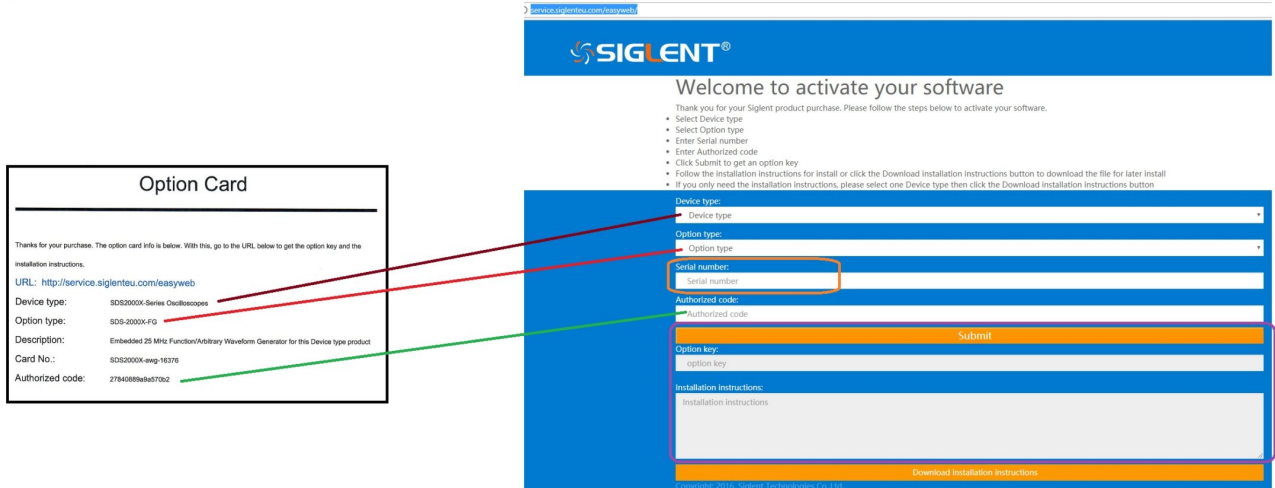 Option Card
Thanks for your purchase. The option card info is below. With this, go to the URL below to get the option key and the
installation instructions.
URL: http://service.siglenteu.com/easyweb
Device type: SDS2000X-Series Oscilloscopes
Option type: SDS-2000X-FG
Description: Embedded 25 MHz Function/Arbitrary Waveform Generator for this Device type product
Card No.: SDS2000X-awg-16376
Authorized code: 27840889a9a570b2
service.siglenteu.com/easyweb/
SIGLENT®
Welcome to activate your software
Thank you for your Siglent product purchase. Please follow the steps below to activate your software.
• Select Device type
• Select Option type
• Enter Serial number
• Enter Authorized code
• Click Submit to get an option key
• Follow the installation instructions for install or click the Download installation instructions button to download the file for later install
• If you only need the installation instructions, please select one Device type then click the Download installation instructions button
Device type:
Device type
Option type:
Option type
Serial number:
Serial number
Authorized code:
Authorized code
Submit
Option key:
option key
Installation instructions:
Installation instructions
Download installation instructions
Copyright: 2016, Siglent Technologies Co. Ltd